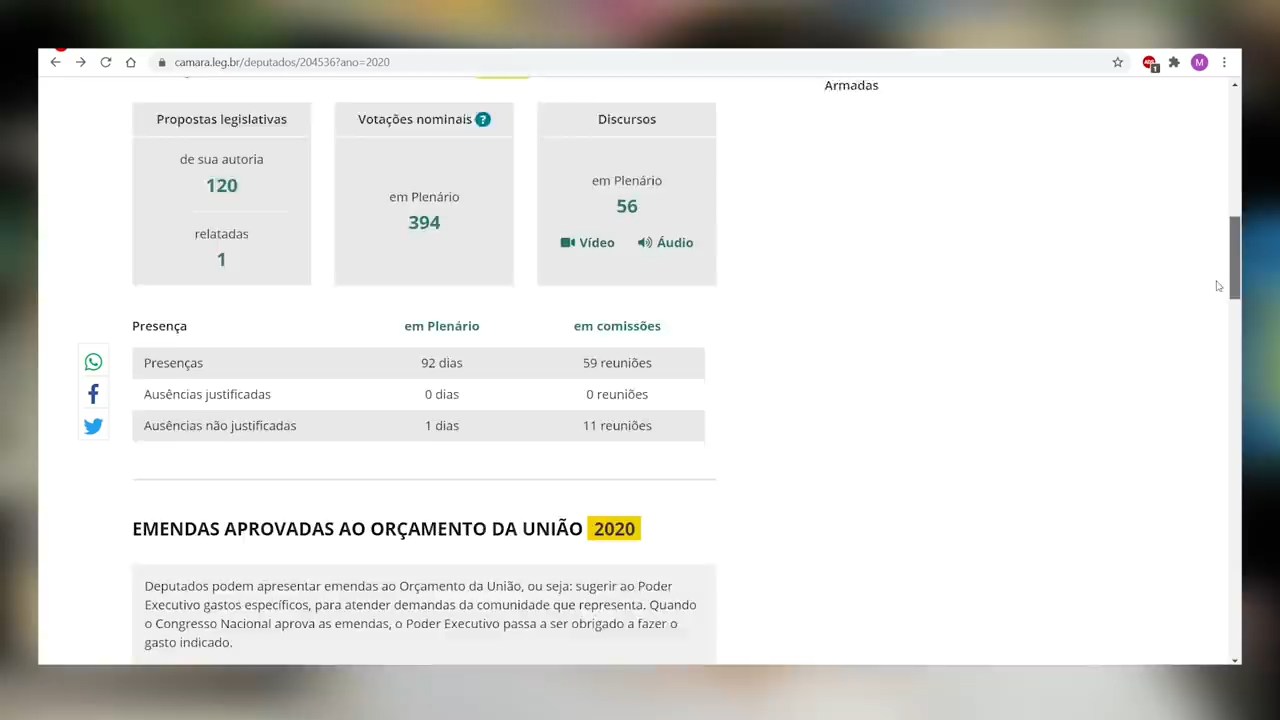 camara.leg.br/deputados/204536?ano=2020
M
1
Armadas
Propostas legislativas
de sua autoria
120
relatadas
1
Votações nominais ?
em Plenário
394
Discursos
em Plenário
56
Vídeo Áudio
Presença em Plenário em comissões
Presenças 92 dias 59 reuniões
Ausências justificadas 0 dias 0 reuniões
Ausências não justificadas 1 dias 11 reuniões
EMENDAS APROVADAS AO ORÇAMENTO DA UNIÃO 2020
Deputados podem apresentar emendas ao Orçamento da União, ou seja: sugerir ao Poder
Executivo gastos específicos, para atender demandas da comunidade que representa. Quando
o Congresso Nacional aprova as emendas, o Poder Executivo passa a ser obrigado a fazer o
gasto indicado.